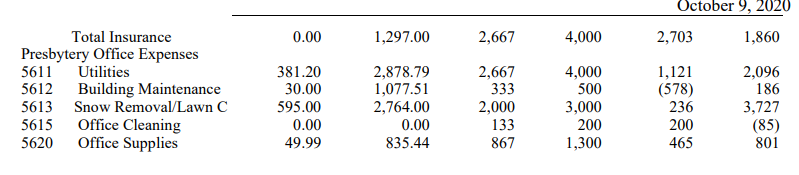 October 9, 2020
Total Insurance 0.00 1,297.00 2,667 4,000 2,703 1,860
Presbytery Office Expenses
5611 Utilities 381.20 2,878.79 2,667 4,000 1,121 2,096
5612 Building Maintenance 30.00 1,077.51 333 500 (578) 186
5613 Snow Removal/Lawn C 595.00 2,764.00 2,000 3,000 236 3,727
5615 Office Cleaning 0.00 0.00 133 200 200 (85)
5620 Office Supplies 49.99 835.44 867 1,300 465 801